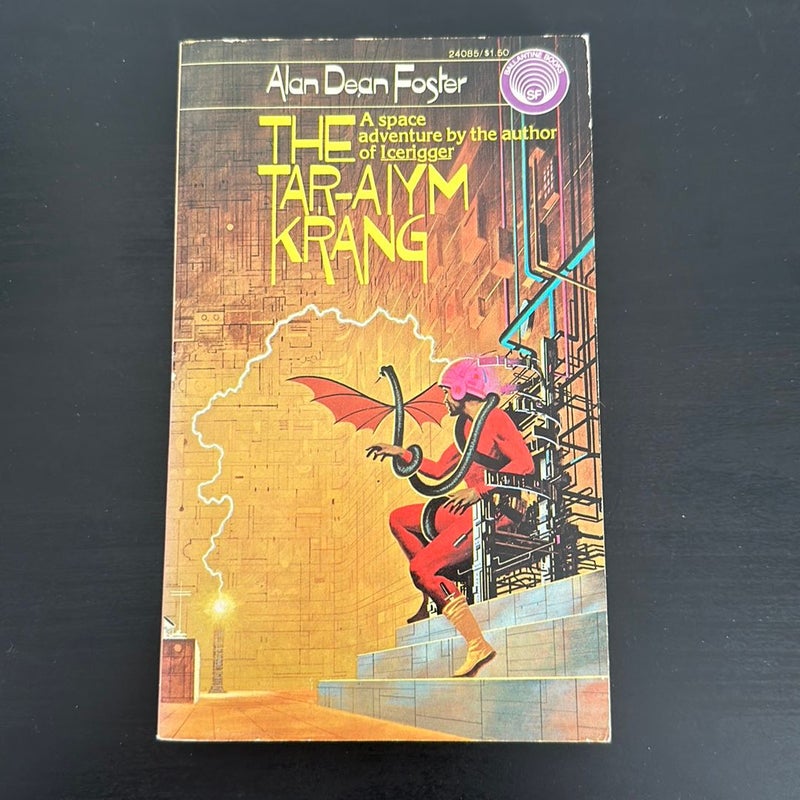 24085/$1.50
Alan Dean Foster
BALLANTINE BOOKS
SF
A space
adventure by the author
of Icerigger
THE
TAR-AIYM
KRANG